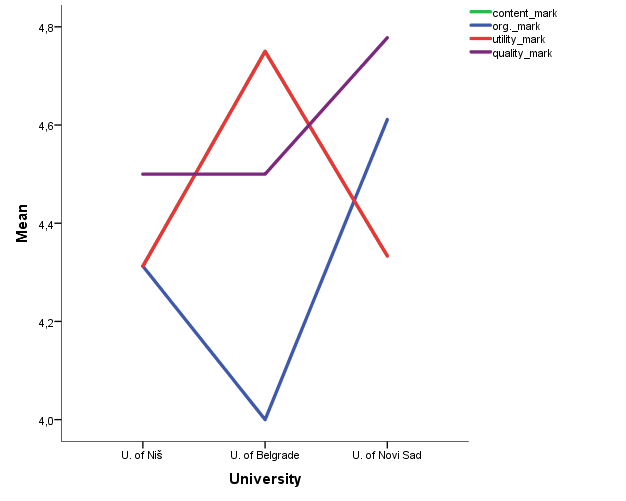 content_mark
org._mark
utility_mark
quality_mark
4,8
4,6
4,4
4,2
4,0
Mean
U. of Niš
U. of Belgrade
U. of Novi Sad
University